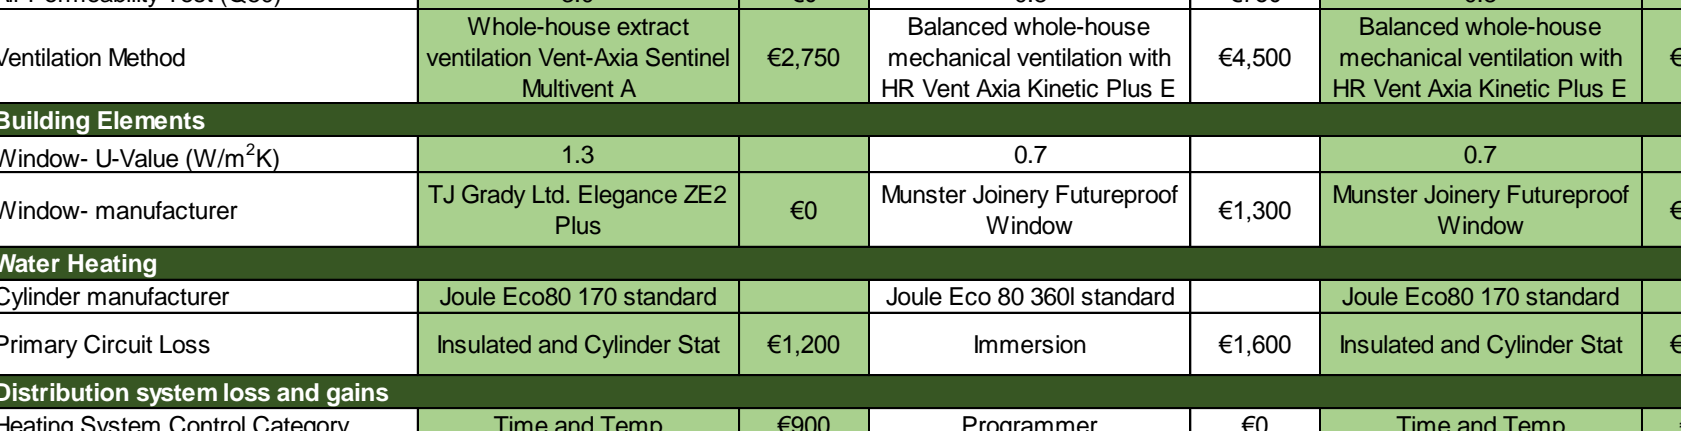 Whole-house extract
ventilation Vent-Axia Sentinel
Multivent A
Balanced whole-house
mechanical ventilation with
HR Vent Axia Kinetic Plus E
Balanced whole-house
mechanical ventilation with
HR Vent Axia Kinetic Plus E
Ventilation Method
€2,750
€4,500
€
Building Elements
Window- U-Value (W/m²K)
1.3
0.7
0.7
Window- manufacturer
TJ Grady Ltd. Elegance ZE2
Plus
€0
Munster Joinery Futureproof
Window
€1,300
Munster Joinery Futureproof
Window
€
Water Heating
Cylinder manufacturer
Joule Eco80 170 standard
Joule Eco 80 360l standard
Joule Eco80 170 standard
Primary Circuit Loss
Insulated and Cylinder Stat
€1,200
Immersion
€1,600
Insulated and Cylinder Stat
€
Distribution system loss and gains
Heating System Control Category
Time and Temp
€900
Programmer
€0
Time and Temp